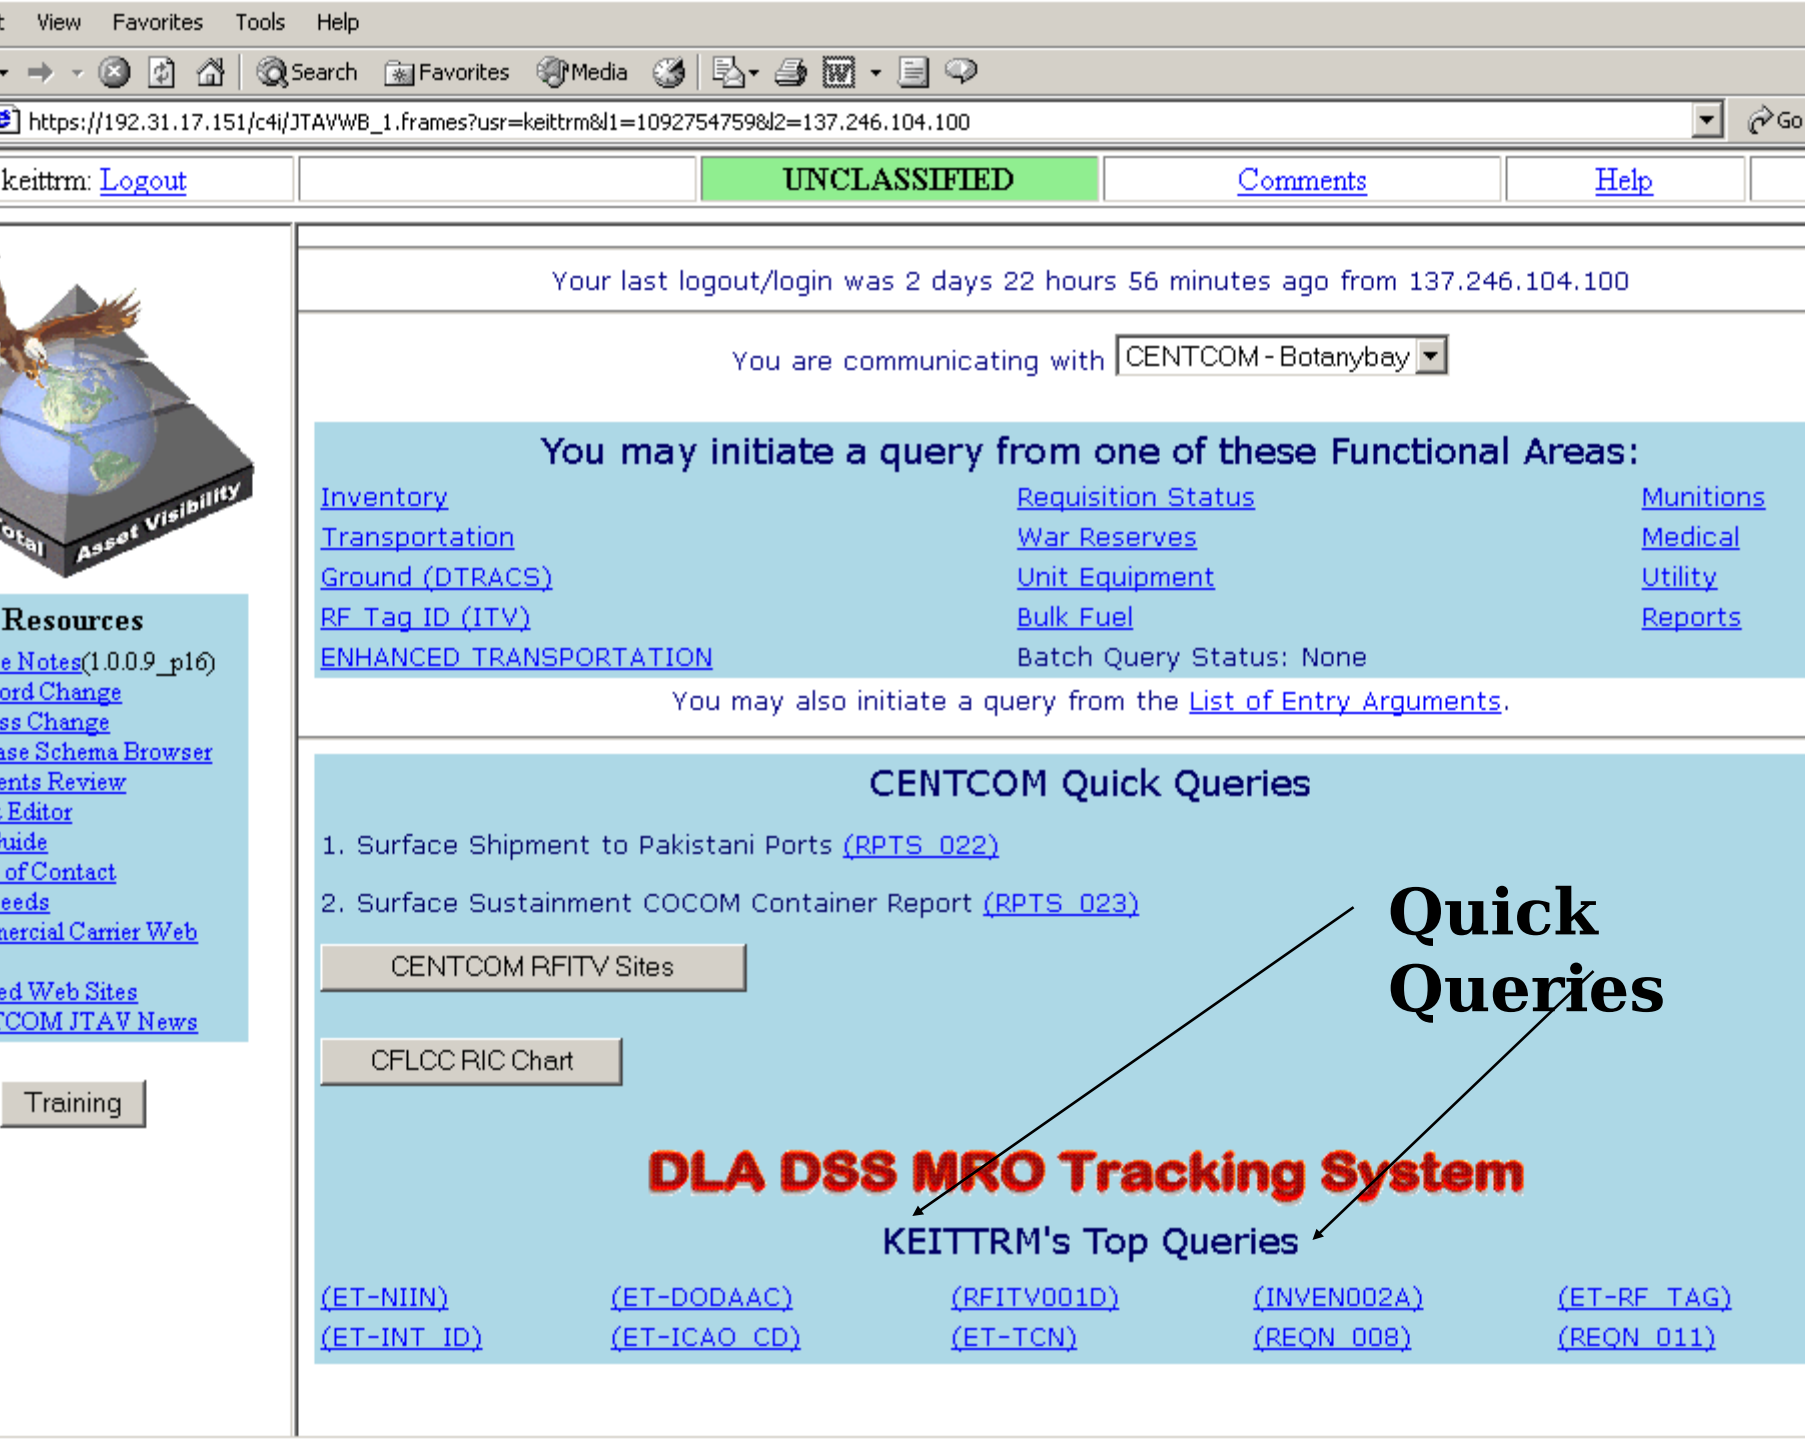 View Favorites Tools Help
Search Favorites Media
https://192.31.17.151/c4i/JTAVWB_1.frames?usr=keittrm&l1=1092754759&l2=137.246.104.100 Go
keittrm: Logout UNCLASSIFIED Comments Help
Your last logout/login was 2 days 22 hours 56 minutes ago from 137.246.104.100
You are communicating with CENTCOM - Botanybay
You may initiate a query from one of these Functional Areas:
Inventory Requisition Status Munitions
Transportation War Reserves Medical
Ground (DTRACS) Unit Equipment Utility
RF Tag ID (ITV) Bulk Fuel Reports
ENHANCED TRANSPORTATION Batch Query Status: None
You may also initiate a query from the List of Entry Arguments.
Total Asset Visibility
Resources
e Notes(1.0.0.9_p16)
ord Change
ss Change
ase Schema Browser
ents Review
Editor
uide
of Contact
eeds
mercial Carrier Web
ed Web Sites
TCOM JTAV News
Training
CENTCOM Quick Queries
1. Surface Shipment to Pakistani Ports (RPTS_022)
2. Surface Sustainment COCOM Container Report (RPTS_023)
Quick
Queries
CENTCOM RFITV Sites
CFLCC RIC Chart
DLA DSS MRO Tracking System
KEITTRM's Top Queries
(ET-NIIN) (ET-DODAAC) (RFITV001D) (INVEN002A) (ET-RF_TAG)
(ET-INT_ID) (ET-ICAO_CD) (ET-TCN) (REQN_008) (REQN_011)